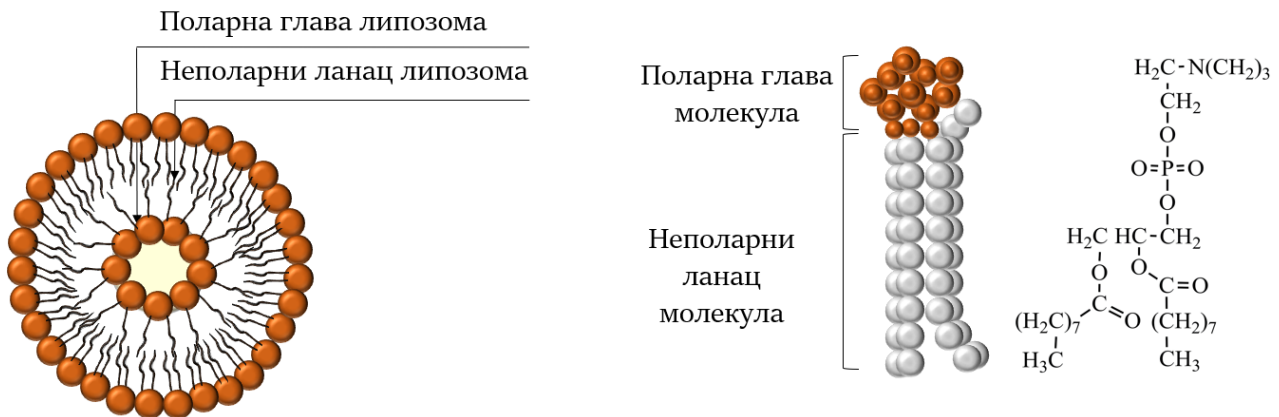 Поларна глава липозома
Неполарни ланац липозома
Поларна глава
молекула
Неполарни
ланац
молекула
H₂C-N(CH₂)₃
CH₂
O
O=P=O
O
H₂C HC-CH₂
O O
C=O
C=O
(H₂C)₇ (CH₂)₇
H₃C CH₃